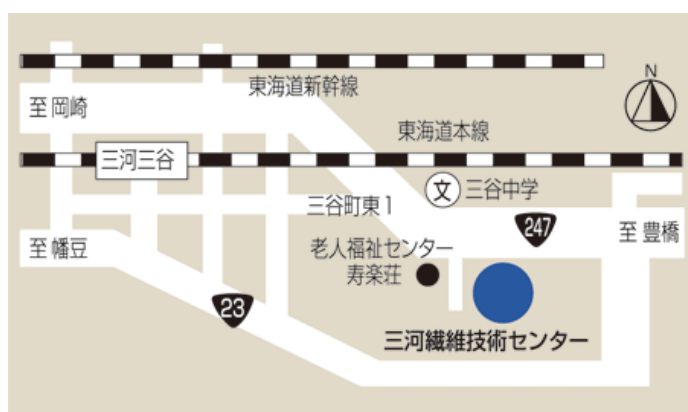 東海道新幹線
N
至岡崎
東海道本線
三河三谷
文 三谷中学
三谷町東1
247
至豊橋
至幡豆
老人福祉センター
寿楽荘
23
三河繊維技術センター